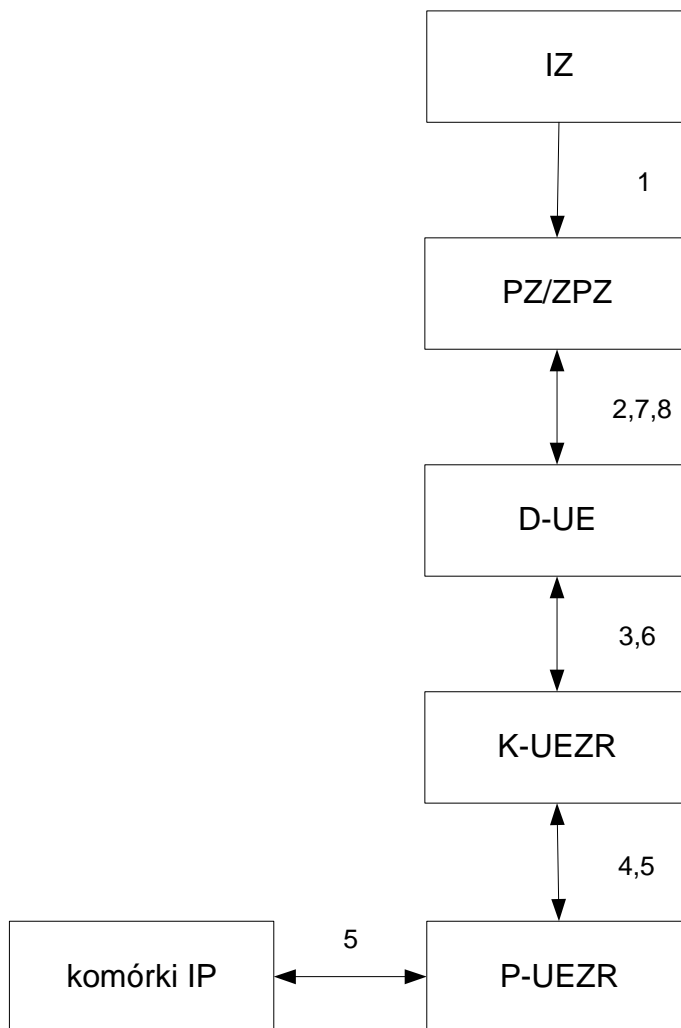 IZ
1
PZ/ZPZ
2,7,8
D-UE
3,6
K-UEZR
4,5
5
komórki IP
P-UEZR